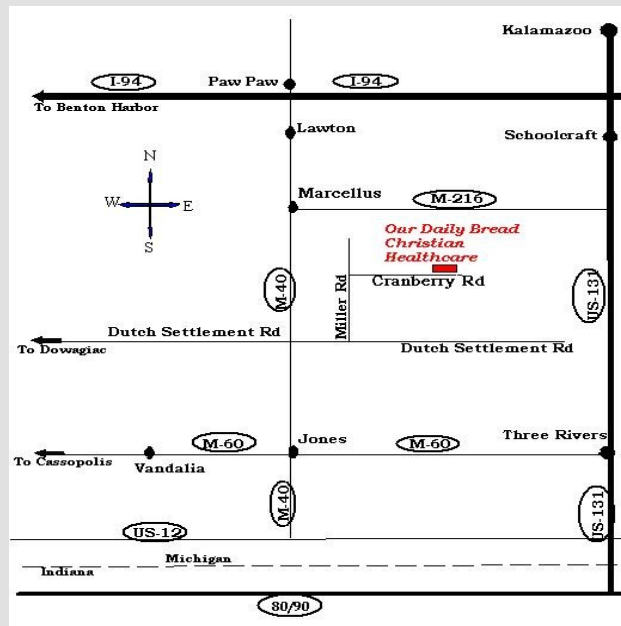 Kalamazoo
I-94
Paw Paw
I-94
To Benton Harbor
Lawton
Schoolcraft
N
W
E
S
Marcellus
M-216
Our Daily Bread
Christian
Healthcare
Cranberry Rd
Miller Rd
M-40
US-131
Dutch Settlement Rd
To Dowagiac
Dutch Settlement Rd
M-60
Jones
M-60
Three Rivers
To Cassopolis
Vandalia
M-40
US-131
US-12
Michigan
Indiana
80/90